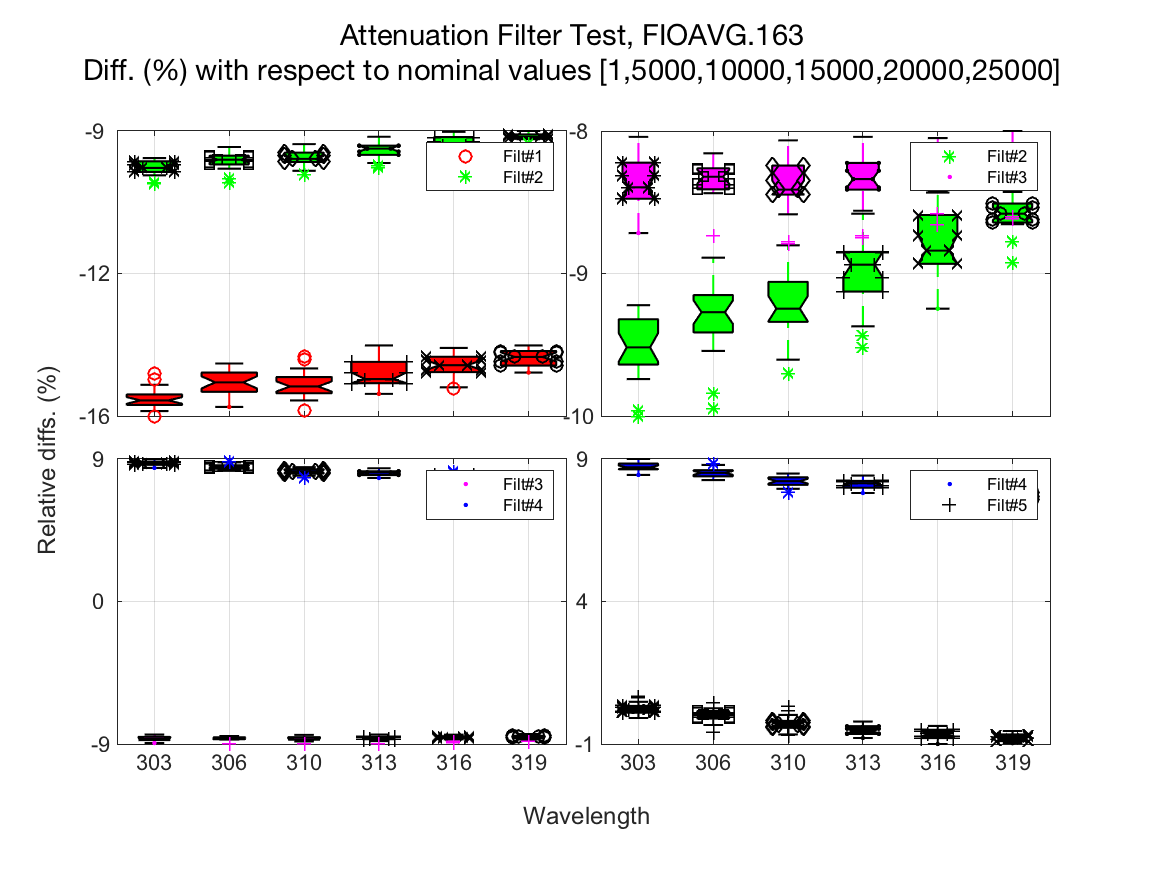 Attenuation Filter Test, FIOAVG.163
Diff. (%) with respect to nominal values [1,5000,10000,15000,20000,25000]
Relative diffs. (%)
-9
-12
-16
Filt#1
Filt#2
-8
-9
-10
Filt#2
Filt#3
9
0
-9
Filt#3
Filt#4
303 306 310 313 316 319
9
4
-1
Filt#4
Filt#5
303 306 310 313 316 319
Wavelength